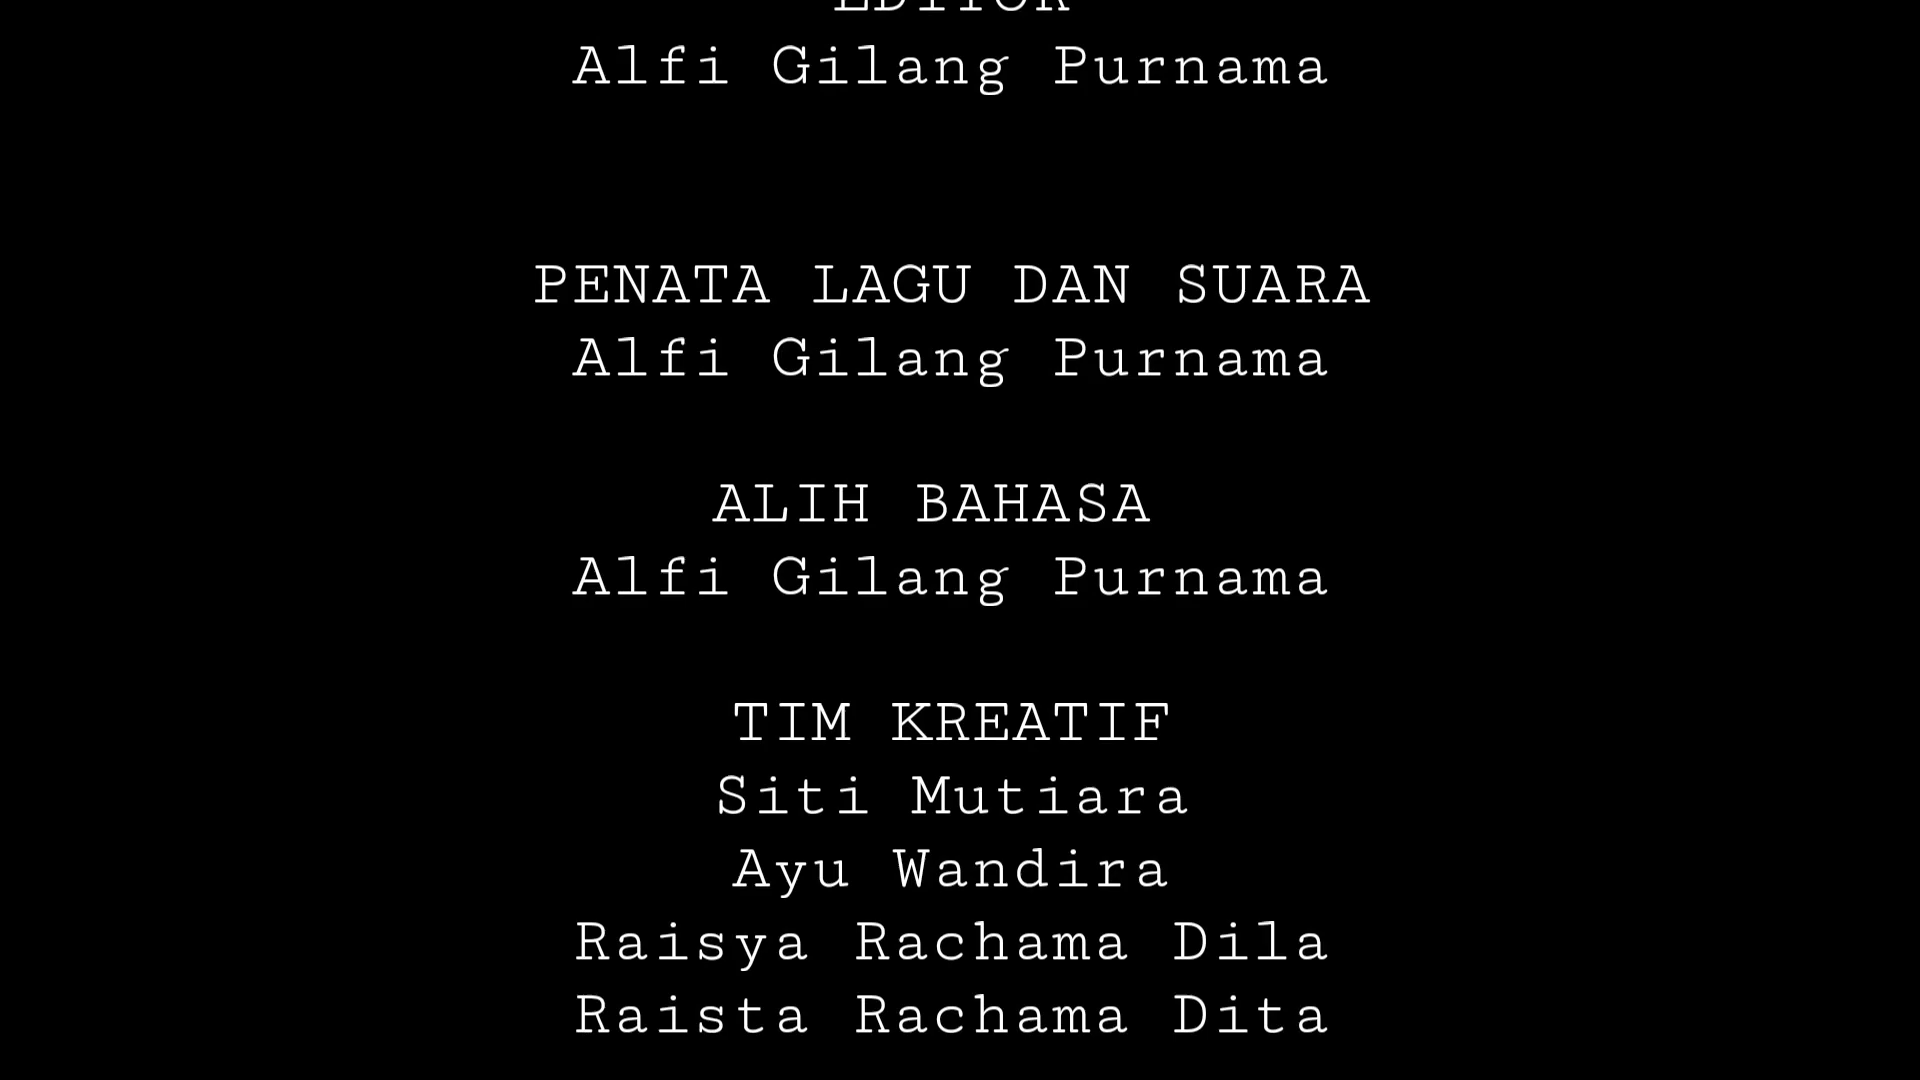 EDITOR
Alfi Gilang Purnama
PENATA LAGU DAN SUARA
Alfi Gilang Purnama
ALIH BAHASA
Alfi Gilang Purnama
TIM KREATIF
Siti Mutiara
Ayu Wandira
Raisya Rachama Dila
Raista Rachama Dita